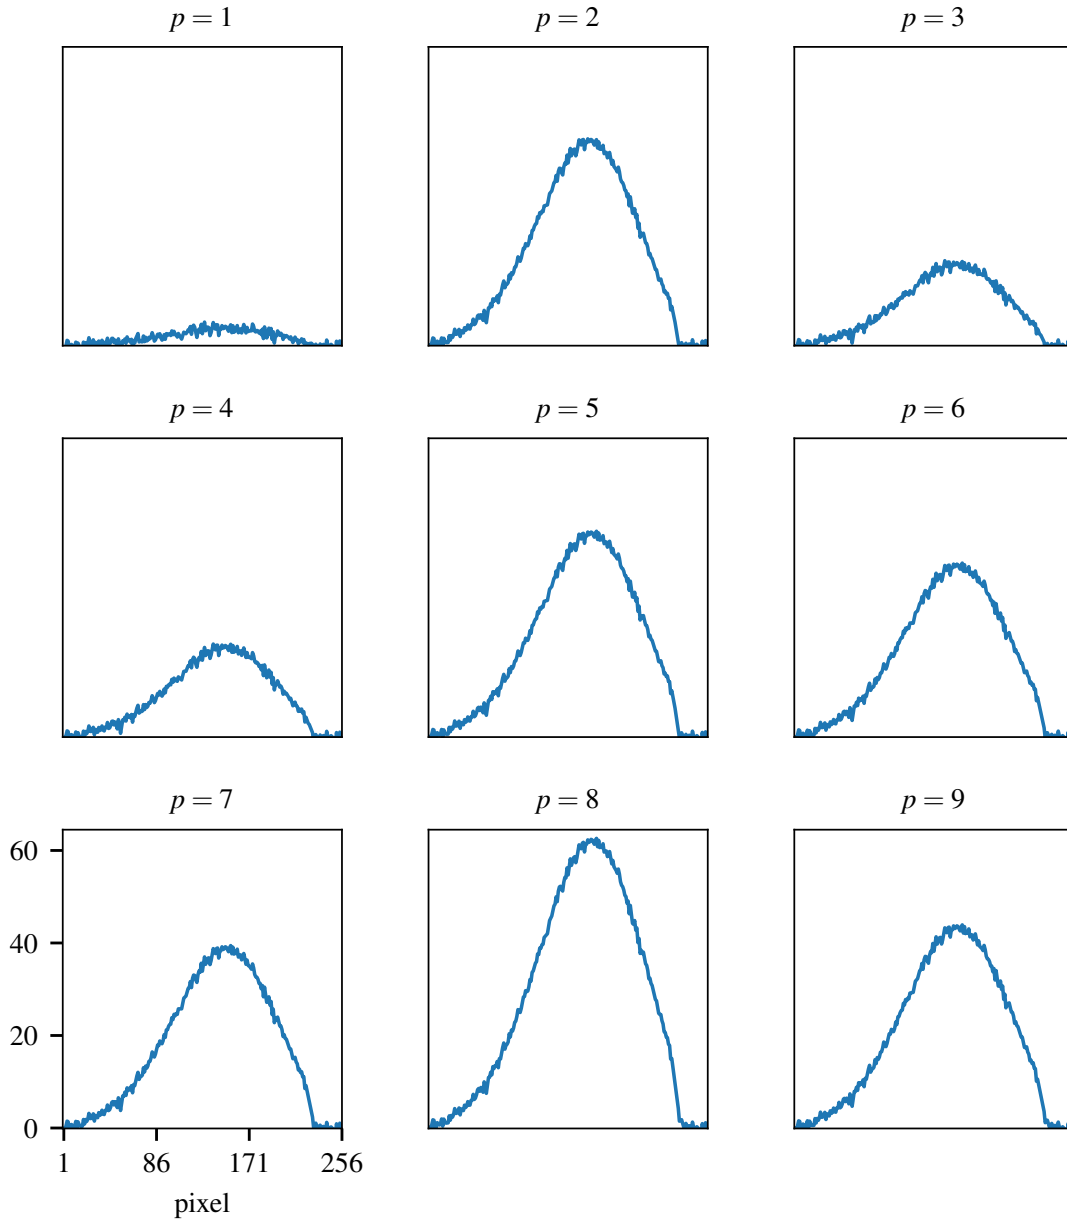 p = 1
p = 2
p = 3
p = 4
p = 5
p = 6
p = 7
p = 8
p = 9
60
40
20
0
1 86 171 256
pixel